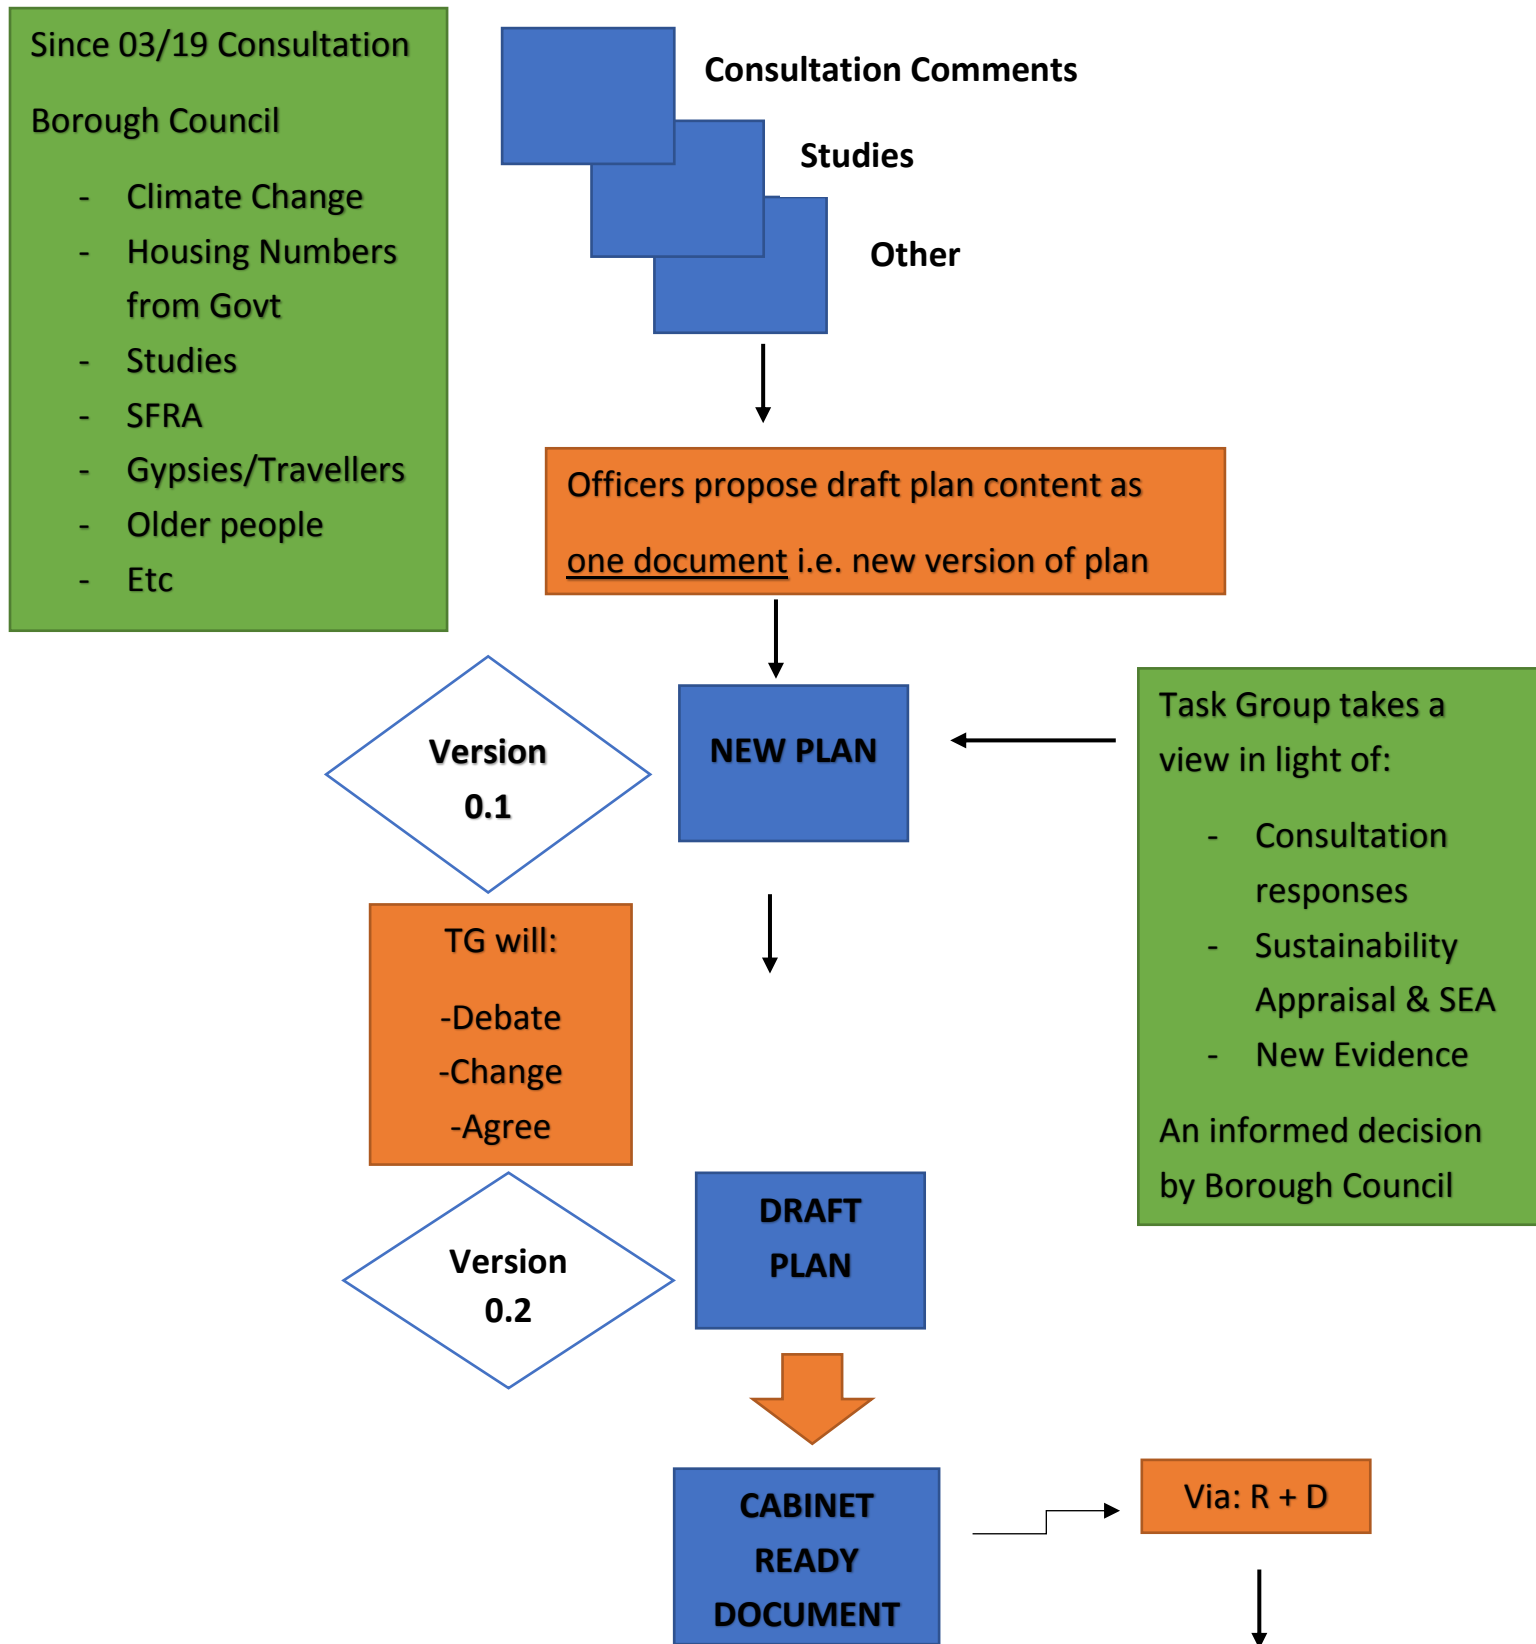 Since 03/19 Consultation
Borough Council
- Climate Change
- Housing Numbers
from Govt
- Studies
- SFRA
- Gypsies/Travellers
- Older people
- Etc
Consultation Comments
Studies
Other
Officers propose draft plan content as
one document i.e. new version of plan
Version
0.1
NEW PLAN
Task Group takes a
view in light of:
- Consultation
responses
- Sustainability
Appraisal & SEA
- New Evidence
An informed decision
by Borough Council
TG will:
-Debate
-Change
-Agree
Version
0.2
DRAFT
PLAN
CABINET
READY
DOCUMENT
Via: R + D